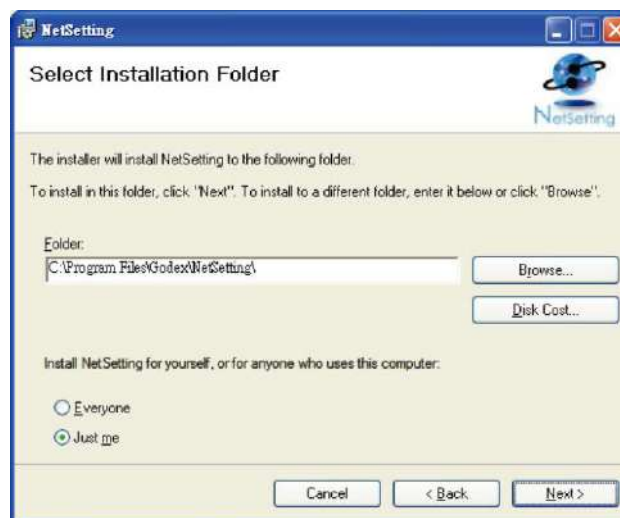 NetSetting
Select Installation Folder
NetSetting
The installer will install NetSetting to the following folder.
To install in this folder, click "Next". To install to a different folder, enter it below or click "Browse".
Folder:
C:\Program Files\Godex\NetSetting\
Browse...
Disk Cost...
Install NetSetting for yourself, or for anyone who uses this computer:
Everyone
Just me
Cancel
< Back
Next >